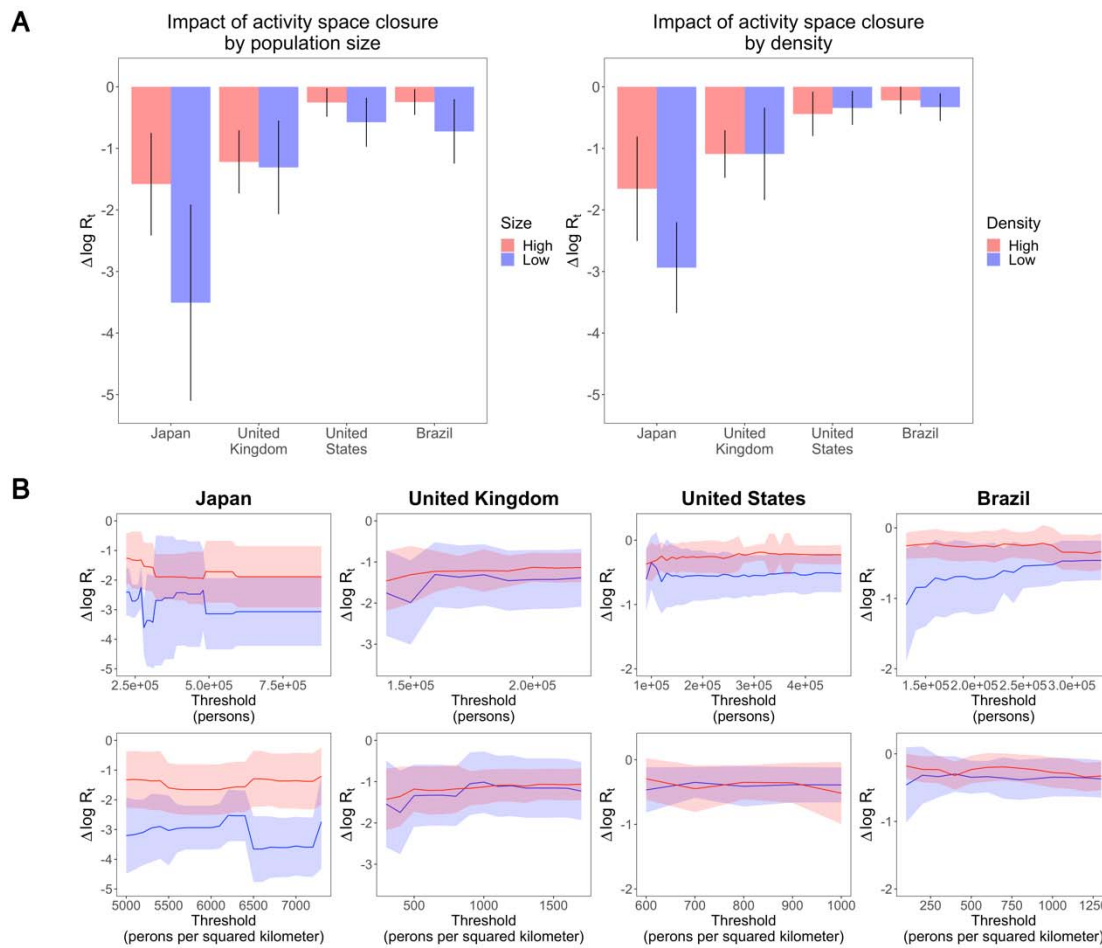 A
Impact of activity space closure
by population size
0
-1
-2
-3
-4
-5
Δ log Rt
Japan
United
Kingdom
United
States
Brazil
Size
High
Low
Impact of activity space closure
by density
0
-1
-2
-3
-4
-5
Δ log Rt
Japan
United
Kingdom
United
States
Brazil
Density
High
Low
B
Japan
0
-1
-2
-3
-4
-5
Δ log Rt
2.5e+05 5.0e+05 7.5e+05
Threshold
(persons)
United Kingdom
0
-1
-2
-3
Δ log Rt
1.5e+05 2.0e+05
Threshold
(persons)
United States
0
-1
-2
Δ log Rt
1e+05 2e+05 3e+05 4e+05
Threshold
(persons)
Brazil
0
-1
-2
Δ log Rt
1.5e+05 2.0e+05 2.5e+05 3.0e+05
Threshold
(persons)
0
-1
-2
-3
-4
-5
Δ log Rt
5000 5500 6000 6500 7000
Threshold
(perons per squared kilometer)
0
-1
-2
-3
Δ log Rt
500 1000 1500
Threshold
(perons per squared kilometer)
0
-1
-2
Δ log Rt
600 700 800 900 1000
Threshold
(perons per squared kilometer)
0
-1
-2
Δ log Rt
250 500 750 1000 1250
Threshold
(perons per squared kilometer)